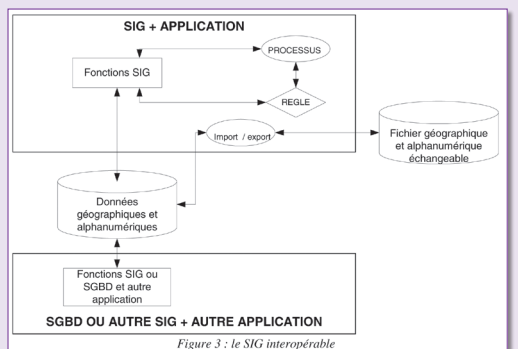 SIG + APPLICATION
PROCESSUS
Fonctions SIG
REGLE
Import / export
Fichier géographique
et alphanumérique
échangeable
Données
géographiques et
alphanumériques
Fonctions SIG ou
SGBD et autre
application
SGBD OU AUTRE SIG + AUTRE APPLICATION
Figure 3 : le SIG interopérable